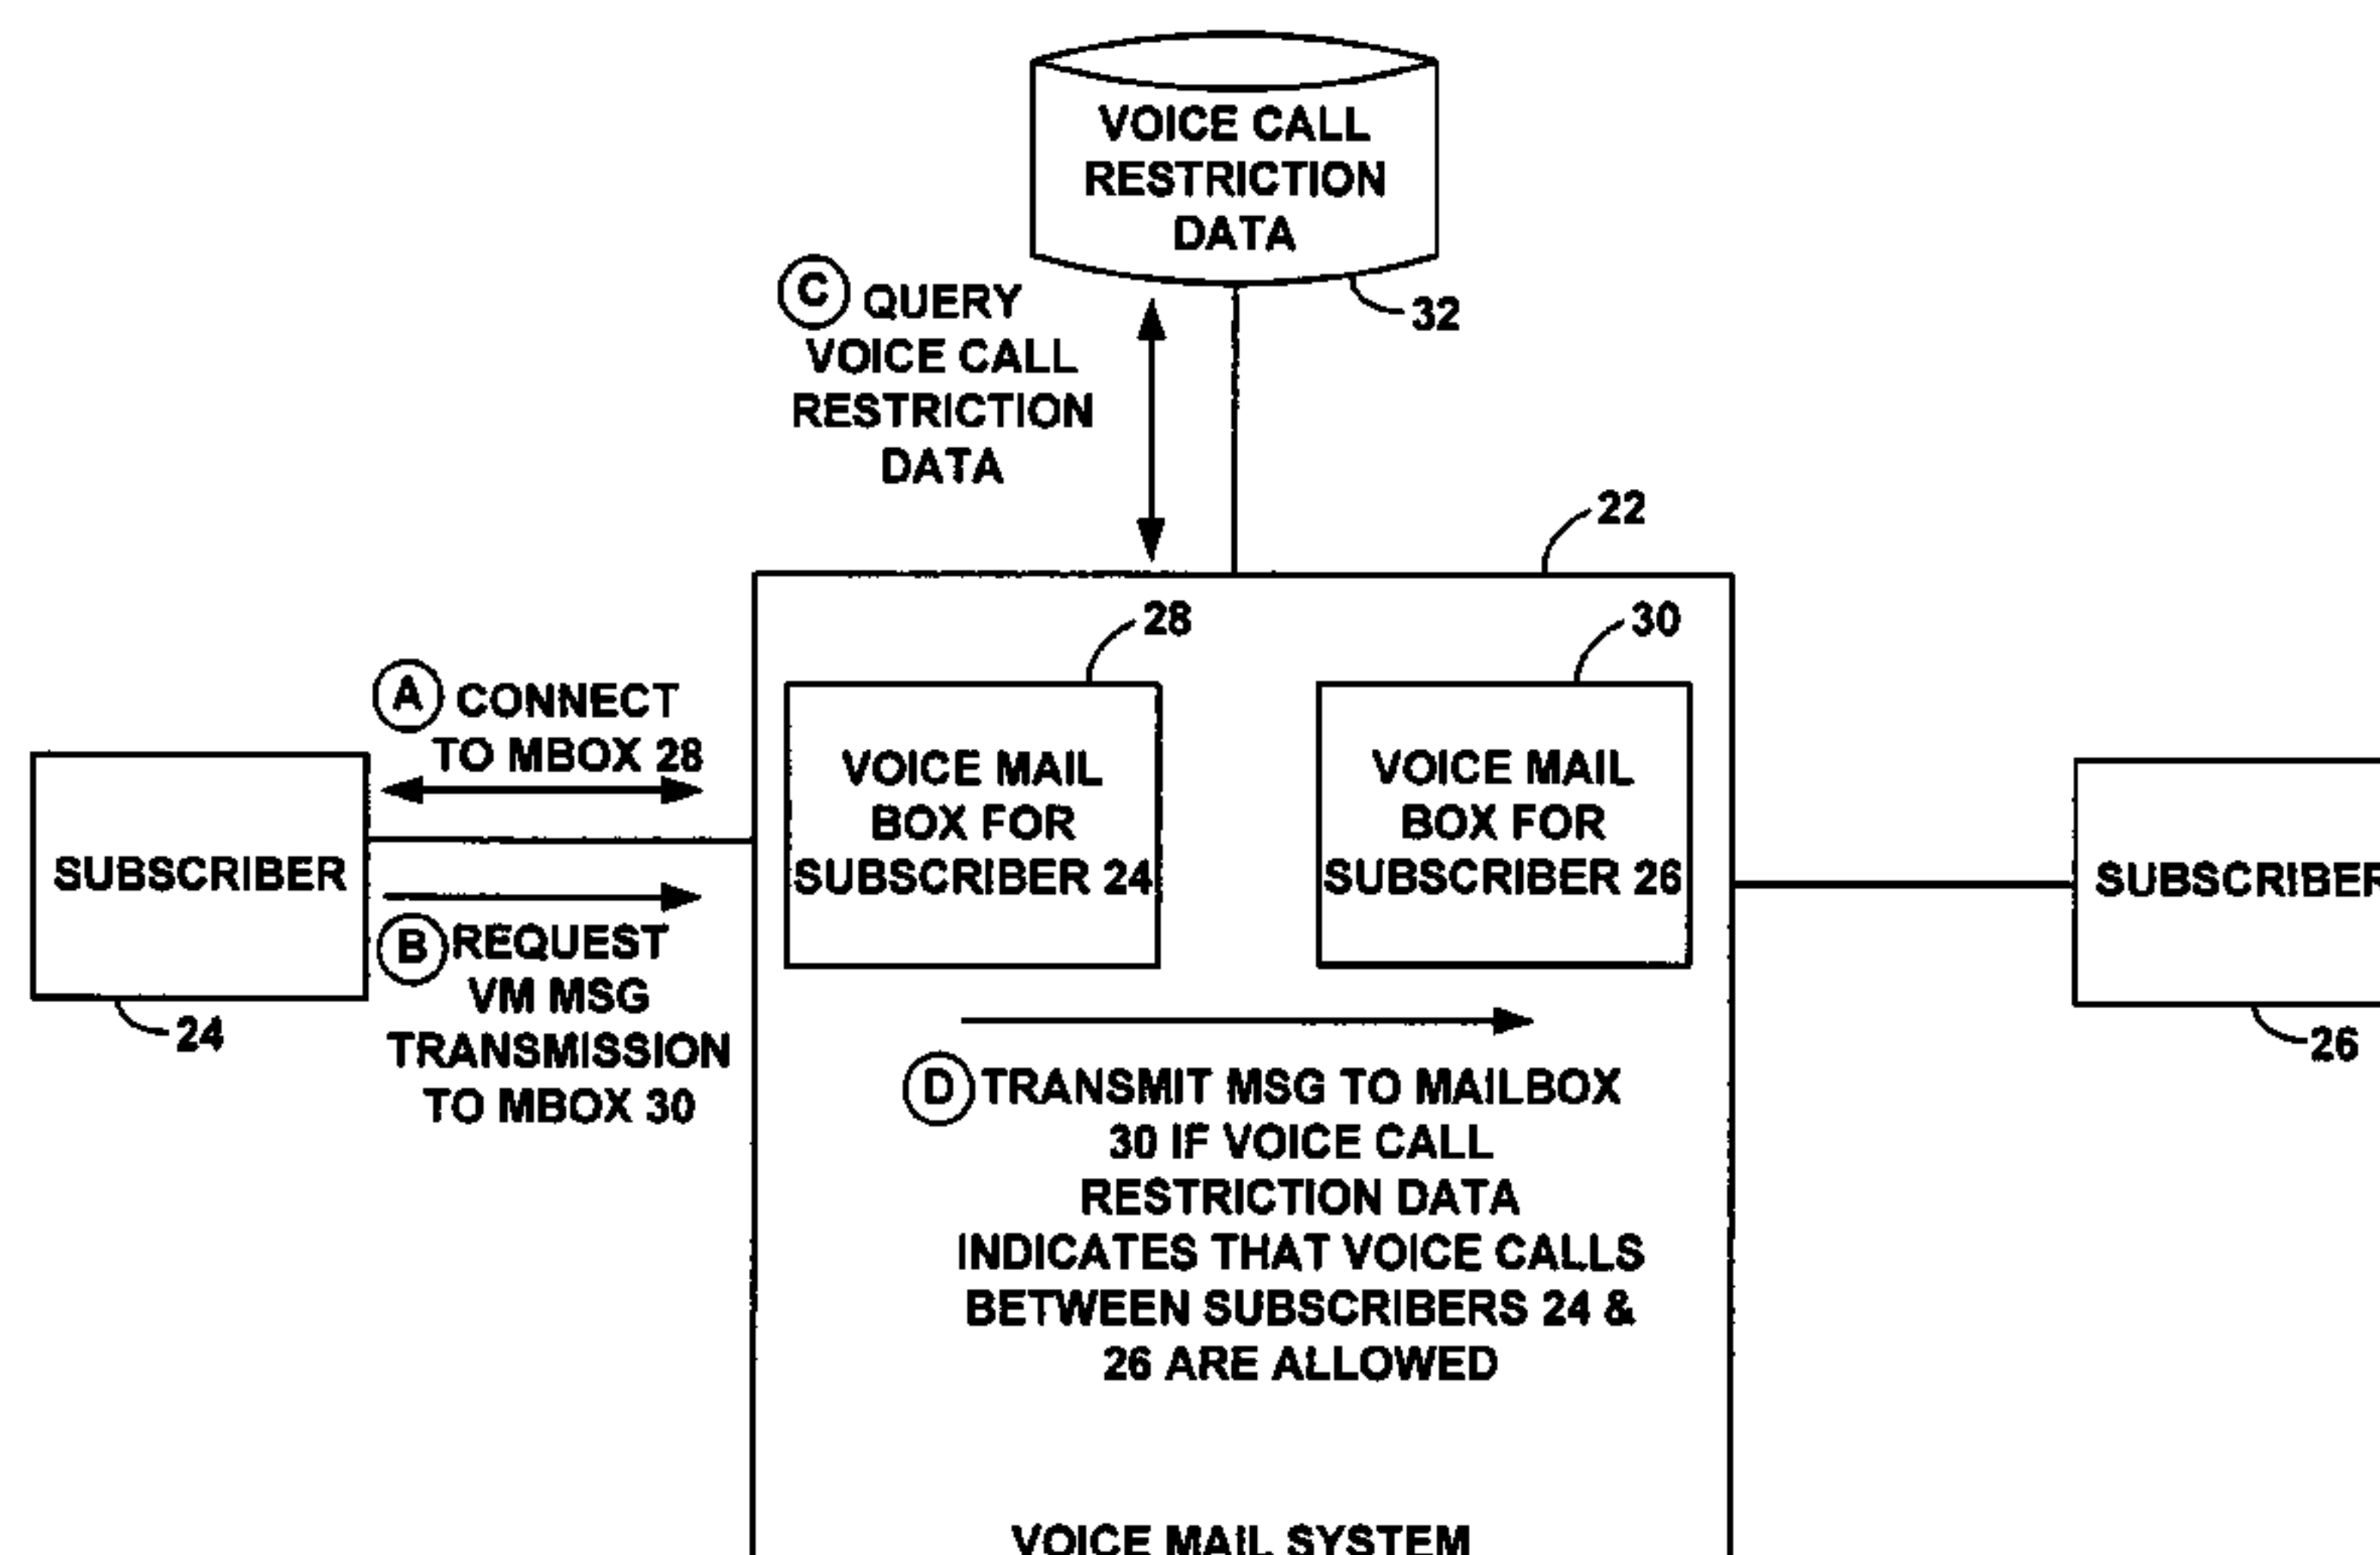 VOICE CALL
RESTRICTION
DATA
32
C QUERY
VOICE CALL
RESTRICTION
DATA
22
28
30
A CONNECT
TO MBOX 28
SUBSCRIBER
24
B REQUEST
VM MSG
TRANSMISSION
TO MBOX 30
VOICE MAIL
BOX FOR
SUBSCRIBER 24
VOICE MAIL
BOX FOR
SUBSCRIBER 26
SUBSCRIBER
26
D TRANSMIT MSG TO MAILBOX
30 IF VOICE CALL
RESTRICTION DATA
INDICATES THAT VOICE CALLS
BETWEEN SUBSCRIBERS 24 &
26 ARE ALLOWED
VOICE MAIL SYSTEM